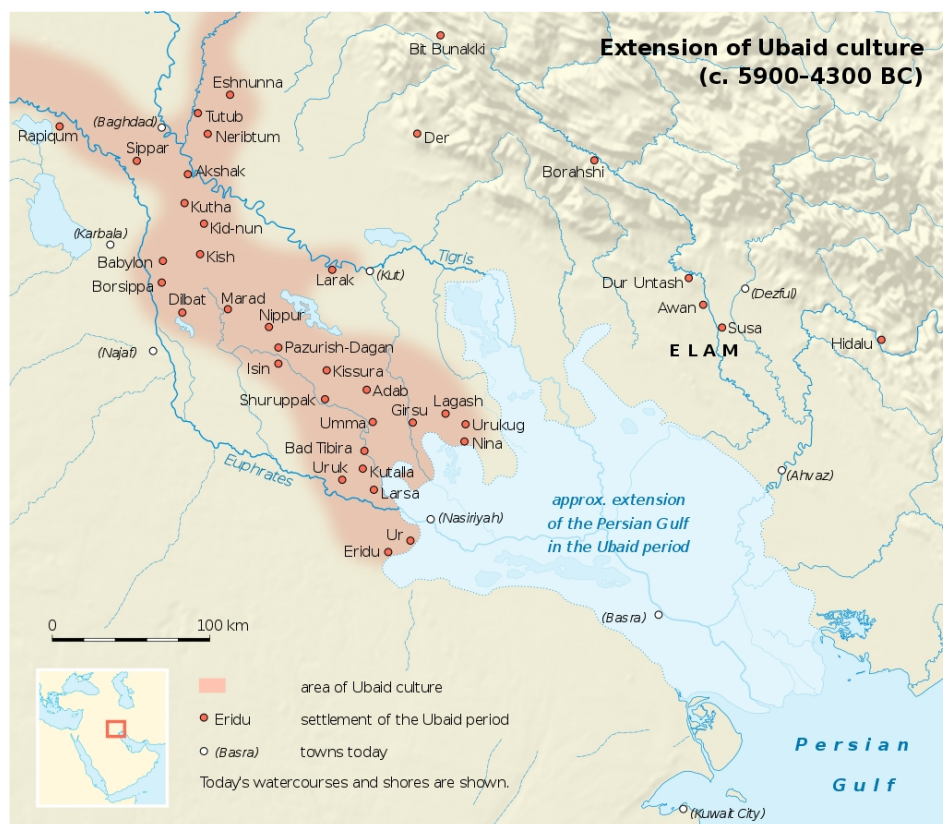 Extension of Ubaid culture
(c. 5900–4300 BC)
Bit Bunakki
Eshnunna
Tutub
(Baghdad)
Neribtum
Rapiqum
Der
Sippar
Borahshi
Akshak
Kutha
Kid-nun
(Karbala)
Kish
Tigris
Babylon
Larak
(Kut)
Borsippa
Dur Untash
(Dezful)
Dilbat
Marad
Awan
Nippur
Susa
Hidalu
Pazurish-Dagan
(Najaf)
ELAM
Isin
Kissura
Adab
Shuruppak
Lagash
Girsu
Umma
Urukug
Nina
Bad Tibira
Euphrates
Uruk
Kutalla
(Ahvaz)
Larsa
approx. extension
of the Persian Gulf
in the Ubaid period
(Nasiriyah)
Ur
Eridu
(Basra)
0 100 km
area of Ubaid culture
Eridu settlement of the Ubaid period
(Basra) towns today
Today's watercourses and shores are shown.
Persian
Gulf
(Kuwait City)